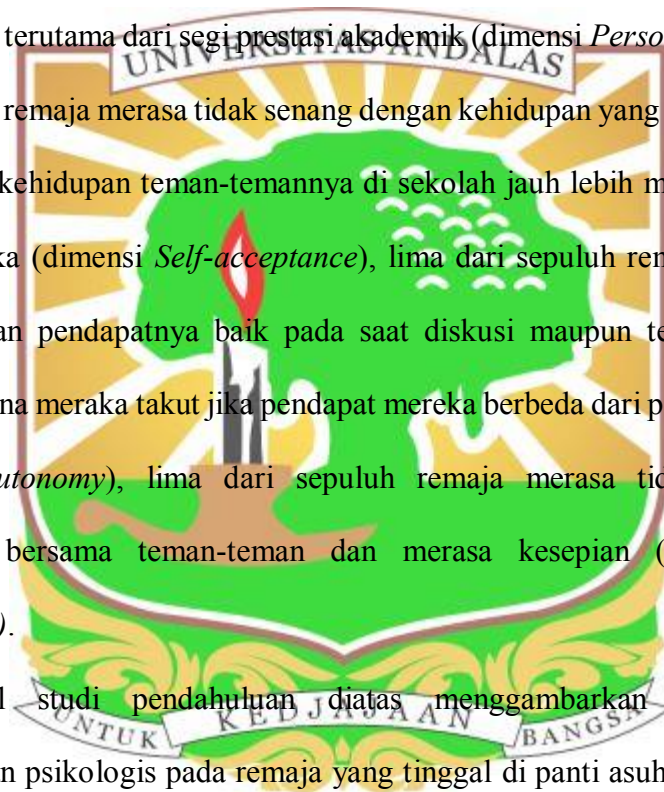 terutama dari segi prestasi akademik (dimensi Perso
UNIVERSITAS ANDALAS
remaja merasa tidak senang dengan kehidupan yang
kehidupan teman-temannya di sekolah jauh lebih m
ka (dimensi Self-acceptance), lima dari sepuluh rem
an pendapatnya baik pada saat diskusi maupun te
na meraka takut jika pendapat mereka berbeda dari p
utonomy), lima dari sepuluh remaja merasa tid
bersama teman-teman dan merasa kesepian (
).
l studi pendahuluan diatas menggambarkan
UNTUK KEDJAJAAN BANGSA
n psikologis pada remaja yang tinggal di panti asuh